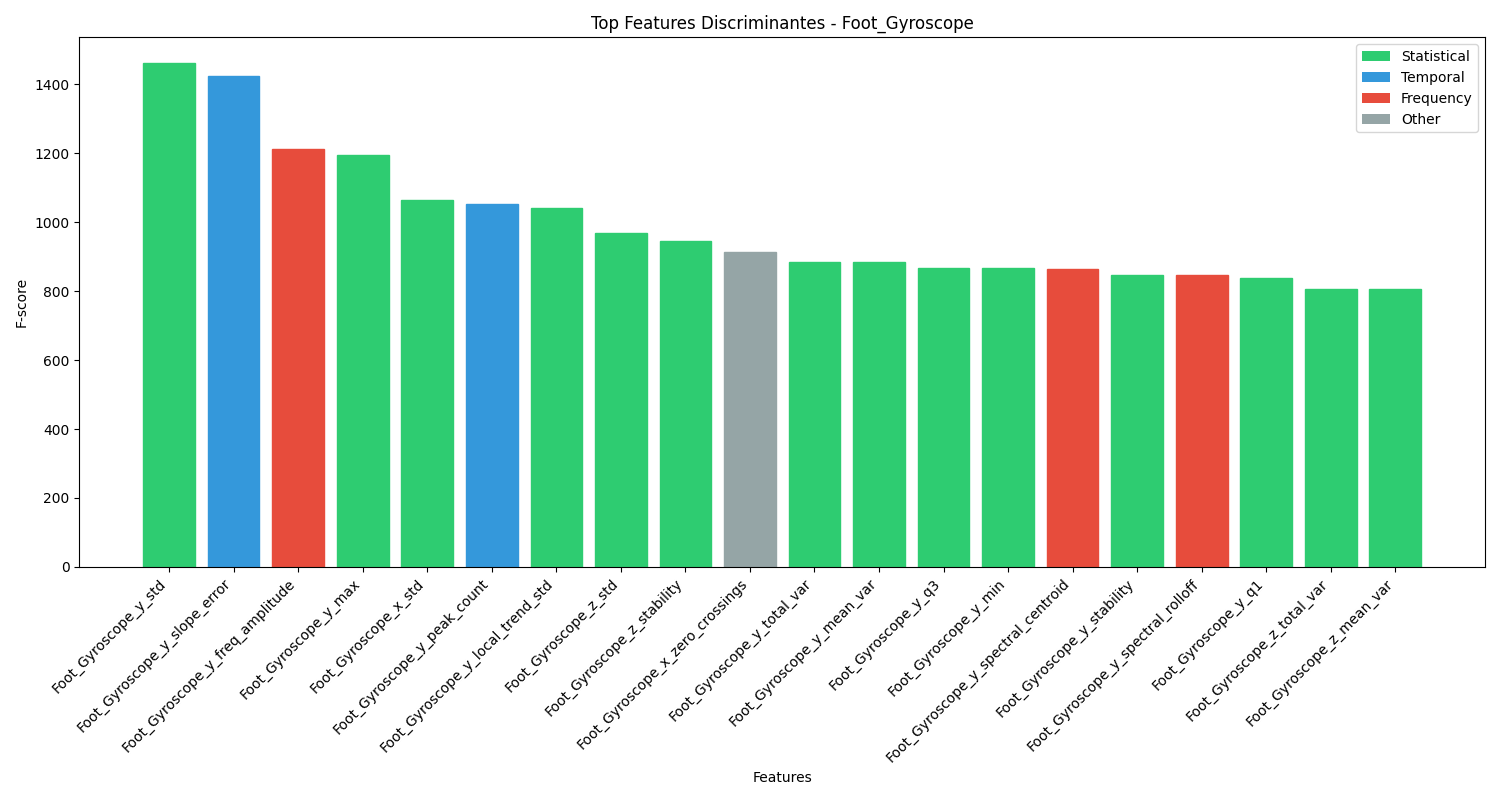 Top Features Discriminantes - Foot_Gyroscope
Statistical
Temporal
Frequency
Other
F-score
1400
1200
1000
800
600
400
200
0
Foot_Gyroscope_y_std
Foot_Gyroscope_y_slope_error
Foot_Gyroscope_y_freq_amplitude
Foot_Gyroscope_y_max
Foot_Gyroscope_x_std
Foot_Gyroscope_y_peak_count
Foot_Gyroscope_y_local_trend_std
Foot_Gyroscope_z_std
Foot_Gyroscope_z_stability
Foot_Gyroscope_x_zero_crossings
Foot_Gyroscope_y_total_var
Foot_Gyroscope_y_mean_var
Foot_Gyroscope_y_q3
Foot_Gyroscope_y_min
Foot_Gyroscope_y_spectral_centroid
Foot_Gyroscope_y_stability
Foot_Gyroscope_y_spectral_rolloff
Foot_Gyroscope_y_q1
Foot_Gyroscope_z_total_var
Foot_Gyroscope_z_mean_var
Features